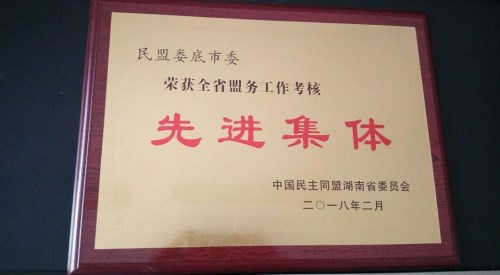 民盟娄底市委
荣获全省盟务工作考核
先进集体
中国民主同盟湖南省委员会
二〇一八年二月